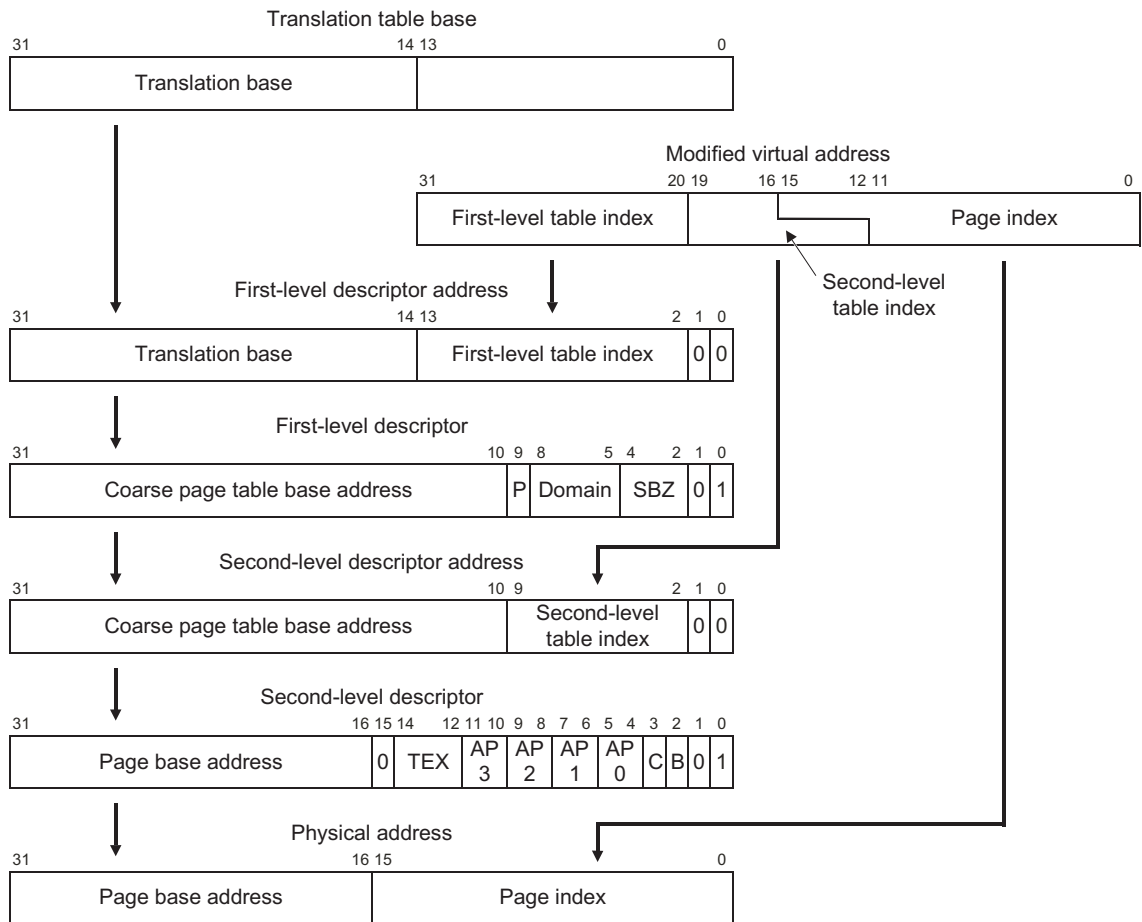 Translation table base
31 14 13 0
Translation base
Modified virtual address
31 20 19 16 15 12 11 0
First-level table index Page index
Second-level
table index
First-level descriptor address
31 14 13 2 1 0
Translation base First-level table index 0 0
First-level descriptor
31 10 9 8 5 4 2 1 0
Coarse page table base address P Domain SBZ 0 1
Second-level descriptor address
31 10 9 2 1 0
Coarse page table base address Second-level
table index 0 0
Second-level descriptor
31 16 15 14 12 11 10 9 8 7 6 5 4 3 2 1 0
Page base address 0 TEX AP
3 AP
2 AP
1 AP
0 C B 0 1
Physical address
31 16 15 0
Page base address Page index